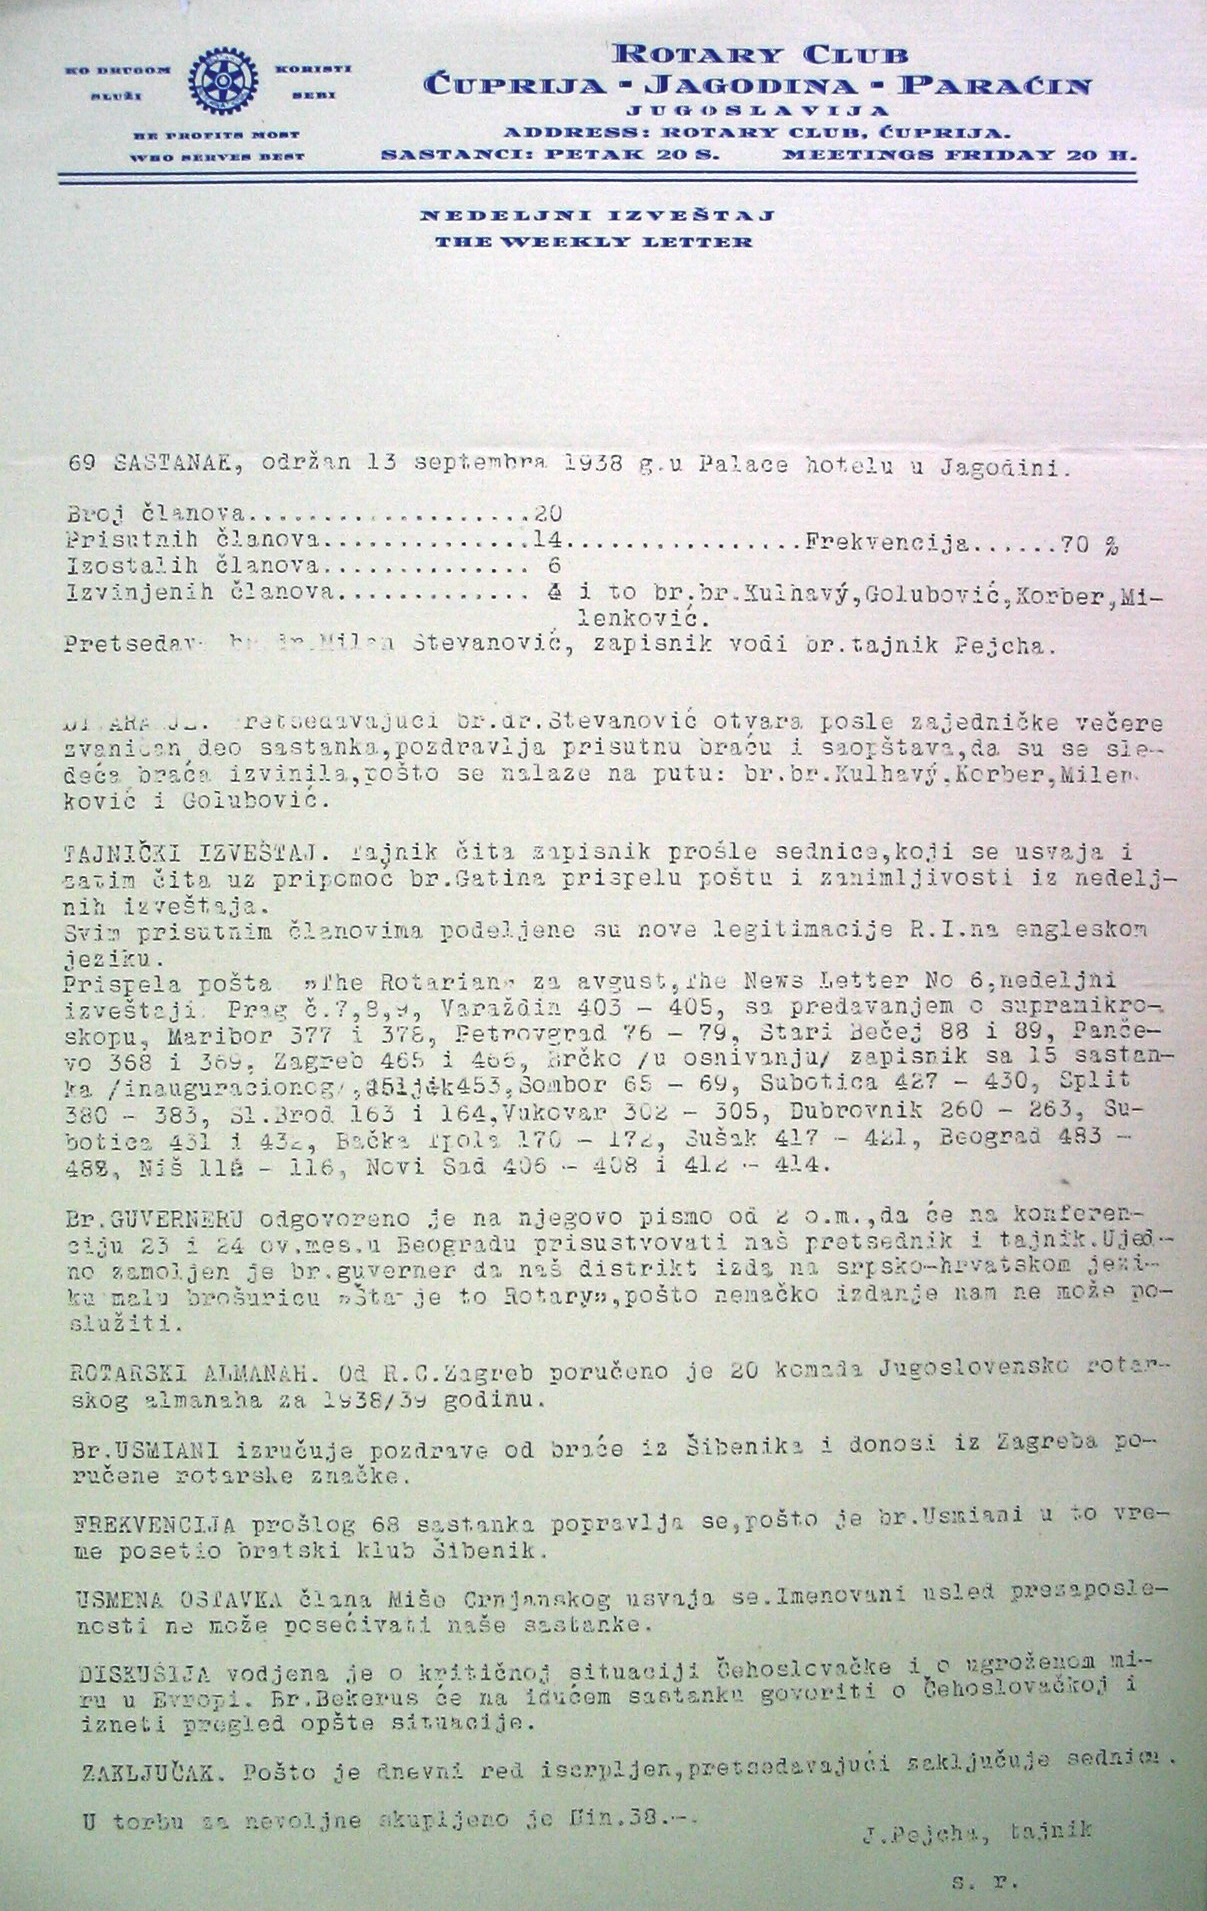 KO DRUGOM KORISTI
SLUŽI SEBI
HE PROFITS MOST
WHO SERVES BEST
ROTARY CLUB
ĆUPRIJA - JAGODINA - PARAĆIN
JUGOSLAVIJA
ADDRESS: ROTARY CLUB, ĆUPRIJA.
SASTANCI: PETAK 20 S. MEETINGS FRIDAY 20 H.
NEDELJNI IZVEŠTAJ
THE WEEKLY LETTER
69 SASTANAK, održan 13 septembra 1938 g.u Palace hotelu u Jagodini.
Broj članova...................20
Prisutnih članova..............14................Frekvencija......70 %
Izostalih članova.............. 6
Izvinjenih članova............. 4 i to br.br.Kulhavý,Golubović,Korber,Mi-
lenković.
Pretsedava br.dr.Milan Stevanović, zapisnik vodi br.tajnik Pejcha.
Pretsedavajući br.dr.Stevanović otvara posle zajedničke večere
zvaničan deo sastanka,pozdravlja prisutnu braću i saopštava,da su se sle-
deća braća izvinila,pošto se nalaze na putu: br.br.Kulhavý,Korber,Milen
ković i Golubović.
TAJNIČKI IZVEŠTAJ. Tajnik čita zapisnik prošle sednice,koji se usvaja i
zatim čita uz pripomoć br.Gatina prispelu poštu i zanimljivosti iz nedelj-
nih izveštaja.
Svim prisutnim članovima podeljene su nove legitimacije R.I.na engleskom
jeziku.
Prispela pošta "The Rotarian" za avgust,The News Letter No 6,nedeljni
izveštaji Prag č.7,8,9, Varaždin 403 - 405, sa predavanjem o supramikro-
skopu, Maribor 377 i 378, Petrovgrad 76 - 79, Stari Bečej 88 i 89, Panče-
vo 368 i 369, Zagreb 465 i 466, Brčko /u osnivanju/ zapisnik sa 15 sastan-
ka /inauguracionog/, 453,Sombor 65 - 69, Subotica 427 - 430, Split
380 - 383, Sl.Brod 163 i 164,Vukovar 302 - 305, Dubrovnik 260 - 263, Su-
botica 431 i 432, Bačka Tpola 170 - 172, Sušak 417 - 421, Beograd 483 -
488, Niš - 116, Novi Sad 406 - 408 i 412 - 414.
Br.GUVERNERU odgovoreno je na njegovo pismo od 2 o.m.,da će na konferen-
ciju 23 i 24 ov.mes.u Beogradu prisustvovati naš pretsednik i tajnik.Ujed-
no zamoljen je br.guverner da naš distrikt izda na srpsko-hrvatskom jezi-
ku malu brošuricu "Šta je to Rotary",pošto nemačko izdanje nam ne može po-
služiti.
ROTARSKI ALMANAH. Od R.C.Zagreb poručeno je 20 komada Jugoslovensko rotar-
skog almanaha za 1938/39 godinu.
Br.USMIANI izručuje pozdrave od braće iz Šibenika i donosi iz Zagreba po-
ručene rotarske značke.
FREKVENCIJA prošlog 68 sastanka popravlja se,pošto je br.Usmiani u to vre-
me posetio bratski klub Šibenik.
USMENA OSTAVKA člana Miše Crnjanskog usvaja se.Imenovani usled prezaposle-
nosti ne može posećivati naše sastanke.
DISKUSIJA vodjena je o kritičnoj situaciji Čehoslovačke i o ugroženom mi-
ru u Evropi. Br.Bekerus će na idućem sastanku govoriti o Čehoslovačkoj i
izneti pregled opšte situacije.
ZAKLJUČAK. Pošto je dnevni red iscrpljen,pretsedavajući zaključuje sednicu.
U torbu za nevoljne skupljeno je Din.38.-.
J.Pejcha, tajnik
s. r.